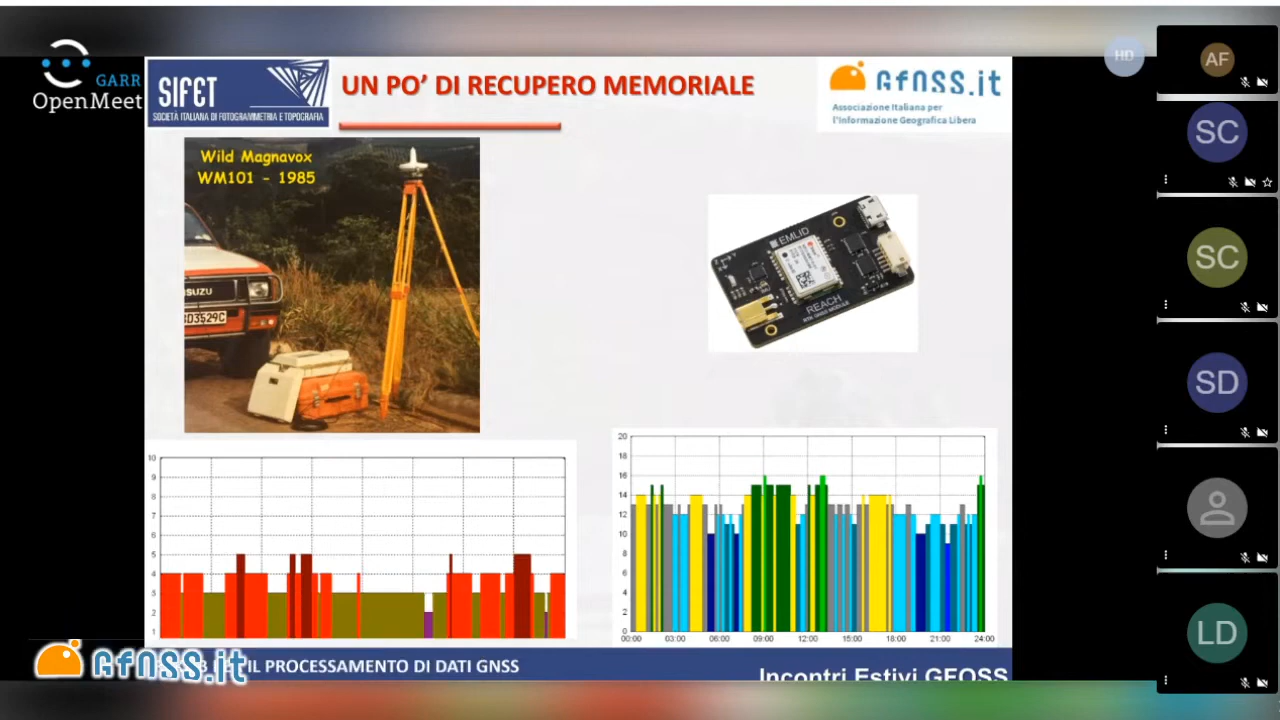 GARR
OpenMeet
SIFET
SOCIETÀ ITALIANA DI FOTOGRAMMETRIA E TOPOGRAFIA
UN PO' DI RECUPERO MEMORIALE
GFOSS.it
Associazione Italiana per
l'Informazione Geografica Libera
HD
AF
SC
SC
SD
LD
Wild Magnavox
WM101 - 1985
ISUZU
EMLID
REACH
10
9
8
7
6
5
4
3
2
1
20
18
16
14
12
10
8
6
4
2
0
00:00 03:00 06:00 09:00 12:00 15:00 18:00 21:00 24:00
GFOSS.it
IL PROCESSAMENTO DI DATI GNSS
Incontri Estivi GFOSS